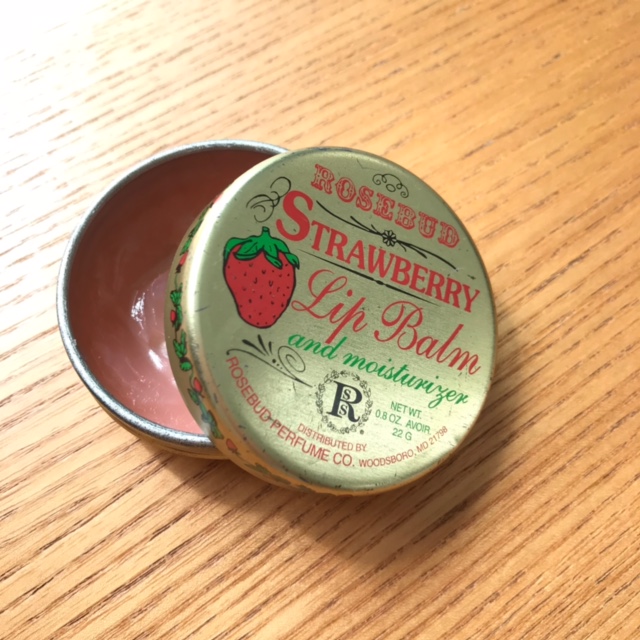 ROSEBUD
STRAWBERRY
Lip Balm
and moisturizer
R
NET WT.
0.8 OZ. AVOIR.
22 G
DISTRIBUTED BY
ROSEBUD PERFUME CO. WOODSBORO, MD 21798